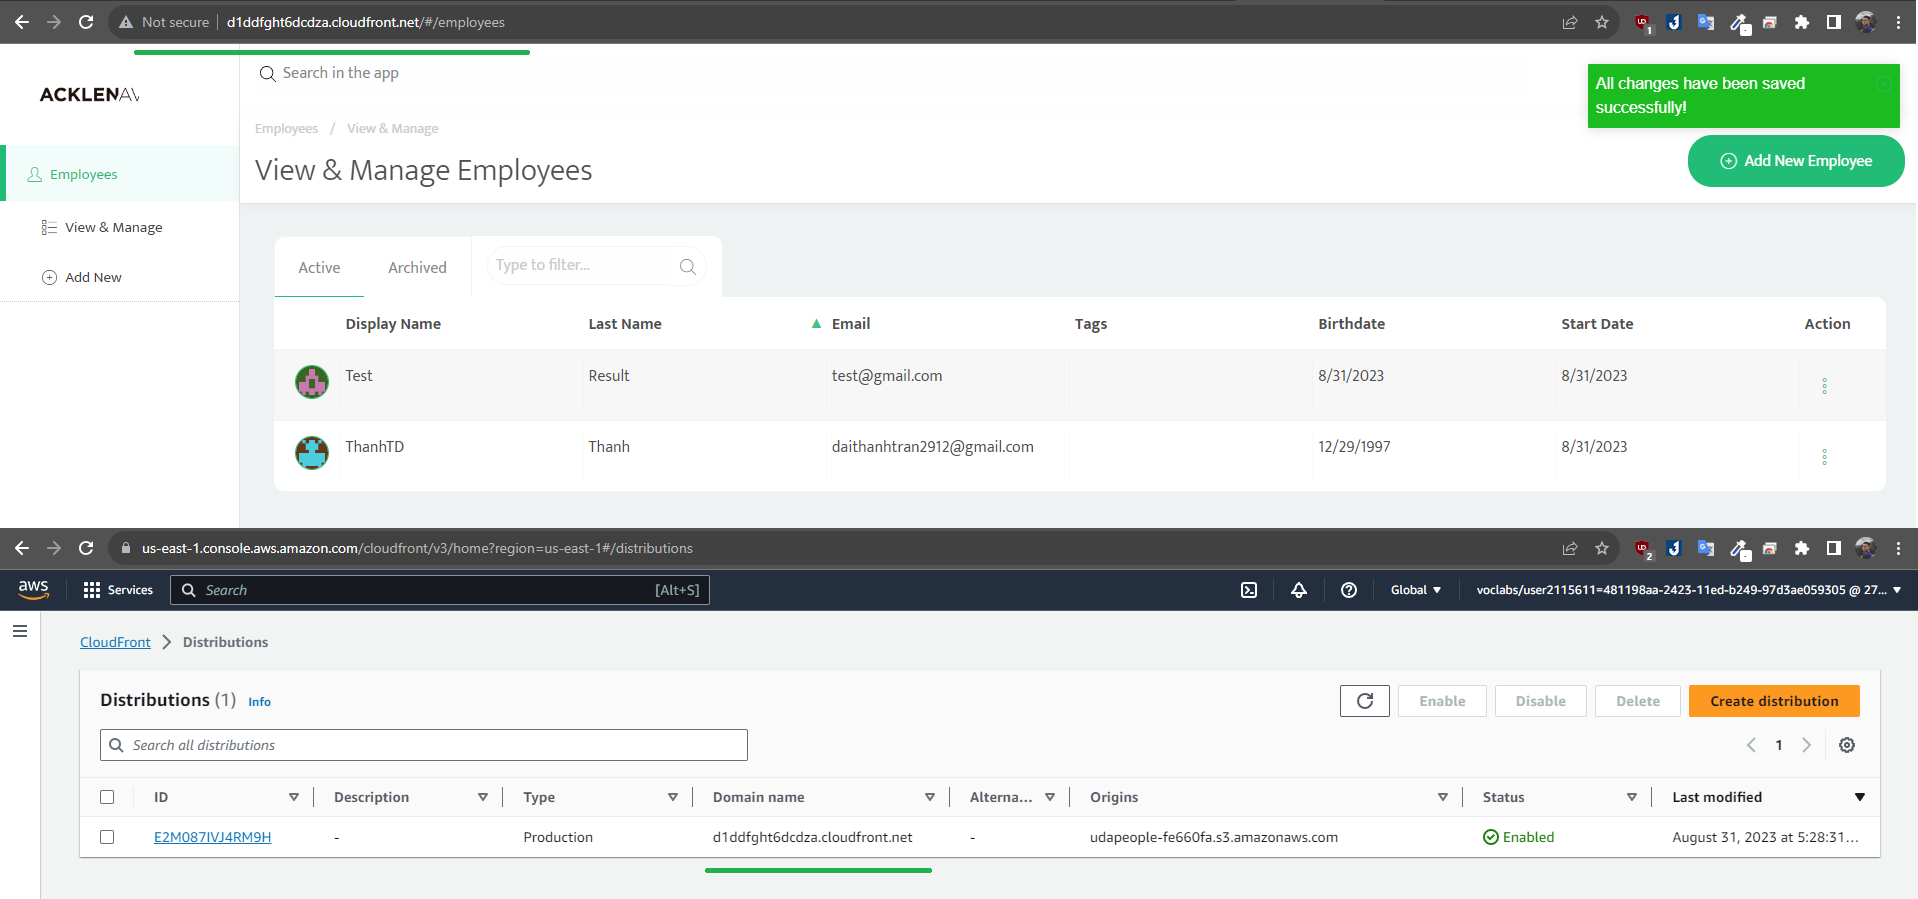 Not secure d1ddfght6dcdza.cloudfront.net/#/employees
1
Search in the app
ACKLENAV
All changes have been saved successfully!
Employees / View & Manage
View & Manage Employees
Add New Employee
Employees
View & Manage
Add New
Active Archived Type to filter...
Display Name Last Name Email Tags Birthdate Start Date Action
Test Result test@gmail.com 8/31/2023 8/31/2023
ThanhTD Thanh daithanhtran2912@gmail.com 12/29/1997 8/31/2023
us-east-1.console.aws.amazon.com/cloudfront/v3/home?region=us-east-1#/distributions
2
aws Services Search [Alt+S] Global voclabs/user2115611=481198aa-2423-11ed-b249-97d3ae059305 @ 27...
CloudFront Distributions
Distributions (1) Info Enable Disable Delete Create distribution
Search all distributions 1
ID Description Type Domain name Alterna... Origins Status Last modified
E2M087IVJ4RM9H - Production d1ddfght6dcdza.cloudfront.net - udapeople-fe660fa.s3.amazonaws.com Enabled August 31, 2023 at 5:28:31...